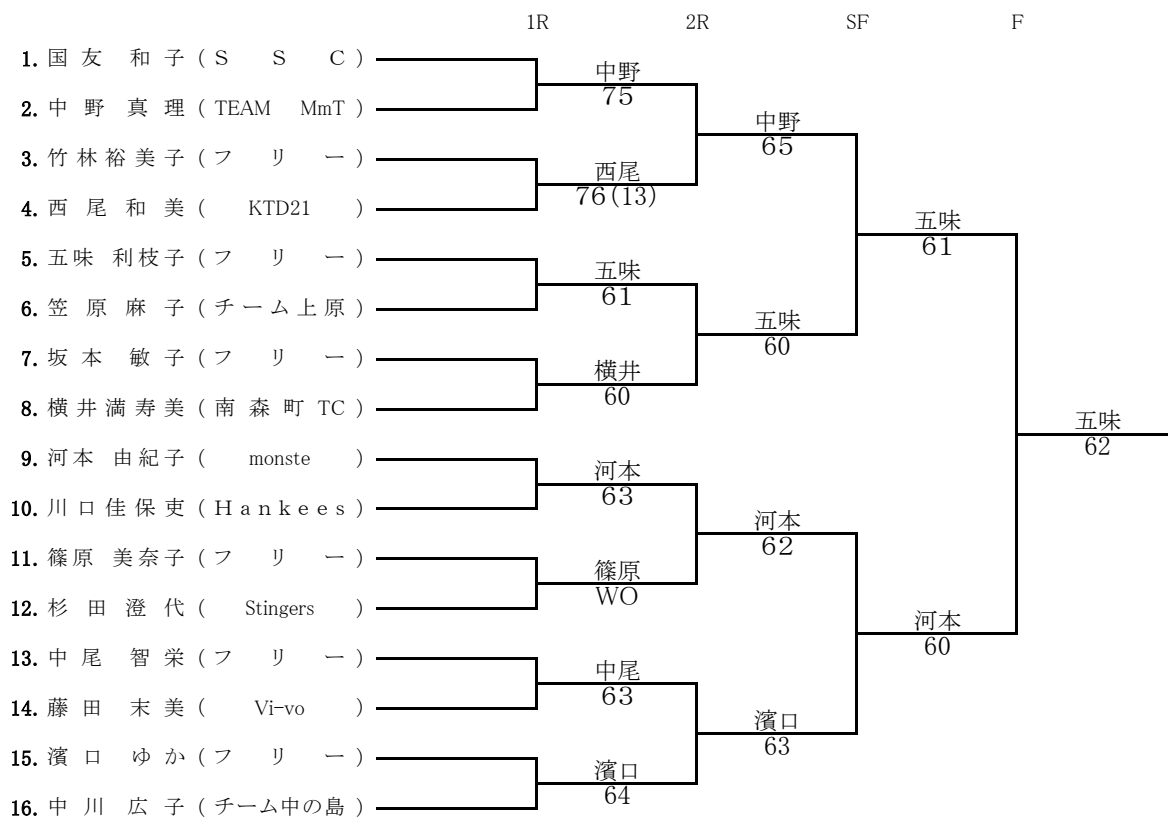 1R 2R SF F
1. 国友 和子 (S S C)
中野
75
2. 中野 真理 (TEAM MmT)
中野
65
3. 竹林裕美子 (フリー)
西尾
76(13)
4. 西尾和美 (KTD21)
五味
61
5. 五味 利枝子 (フリー)
五味
61
6. 笠原麻子 (チーム上原)
五味
60
7. 坂本 敏子 (フリー)
横井
60
8. 横井満寿美 (南森町TC)
五味
62
9. 河本 由紀子 (monste)
河本
63
10. 川口佳保吏 (Hankees)
河本
62
11. 篠原 美奈子 (フリー)
篠原
WO
12. 杉田澄代 (Stingers)
河本
60
13. 中尾 智栄 (フリー)
中尾
63
14. 藤田 末美 (Vi-vo)
濱口
63
15. 濱口 ゆか (フリー)
濱口
64
16. 中川 広子 (チーム中の島)